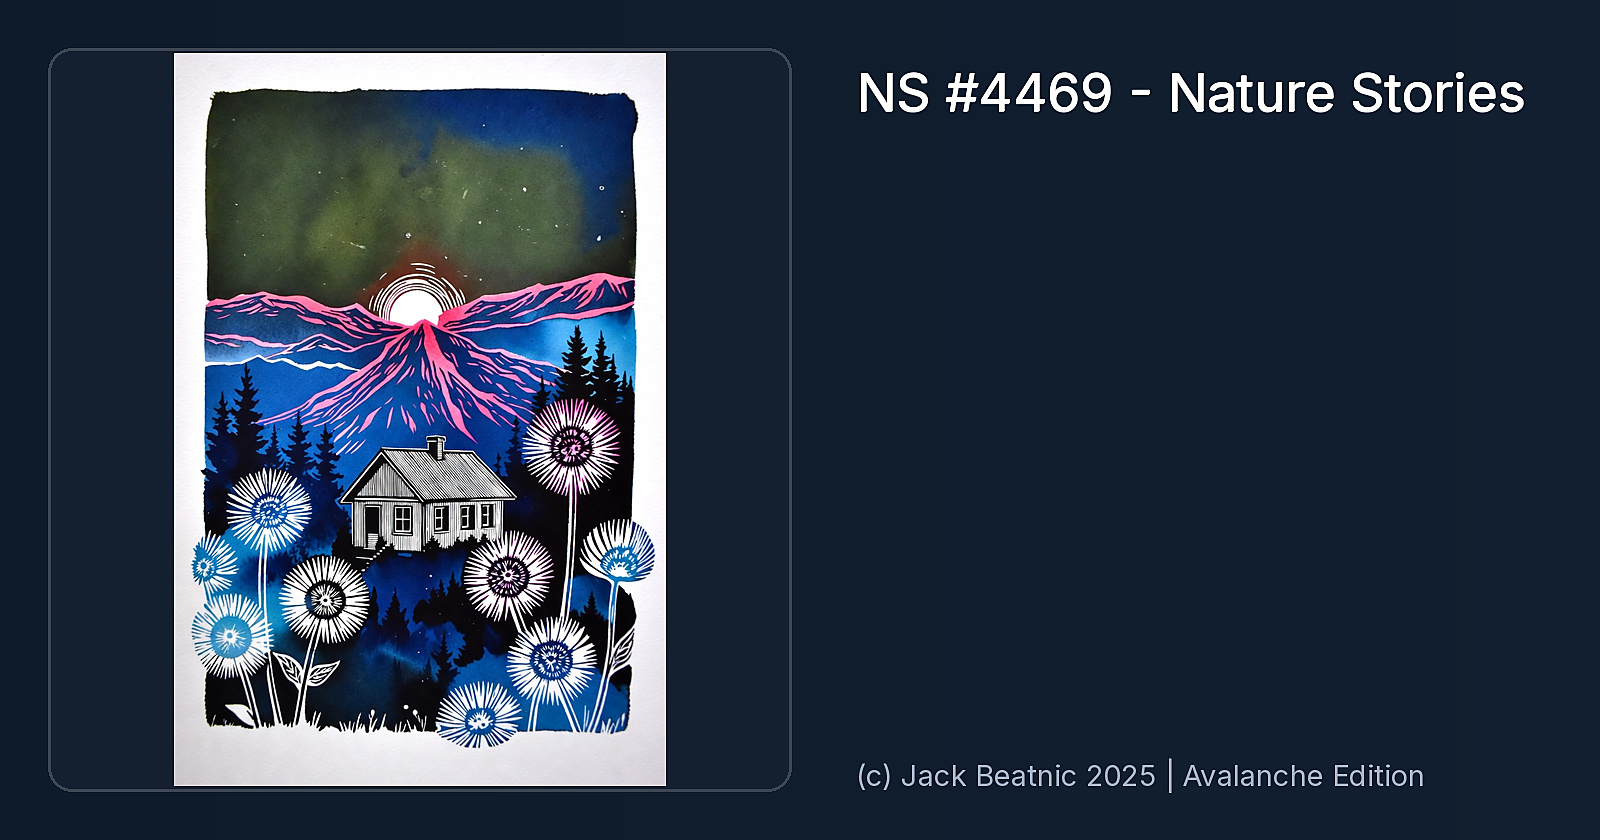 NS #4469 - Nature Stories
(c) Jack Beatnic 2025 | Avalanche Edition